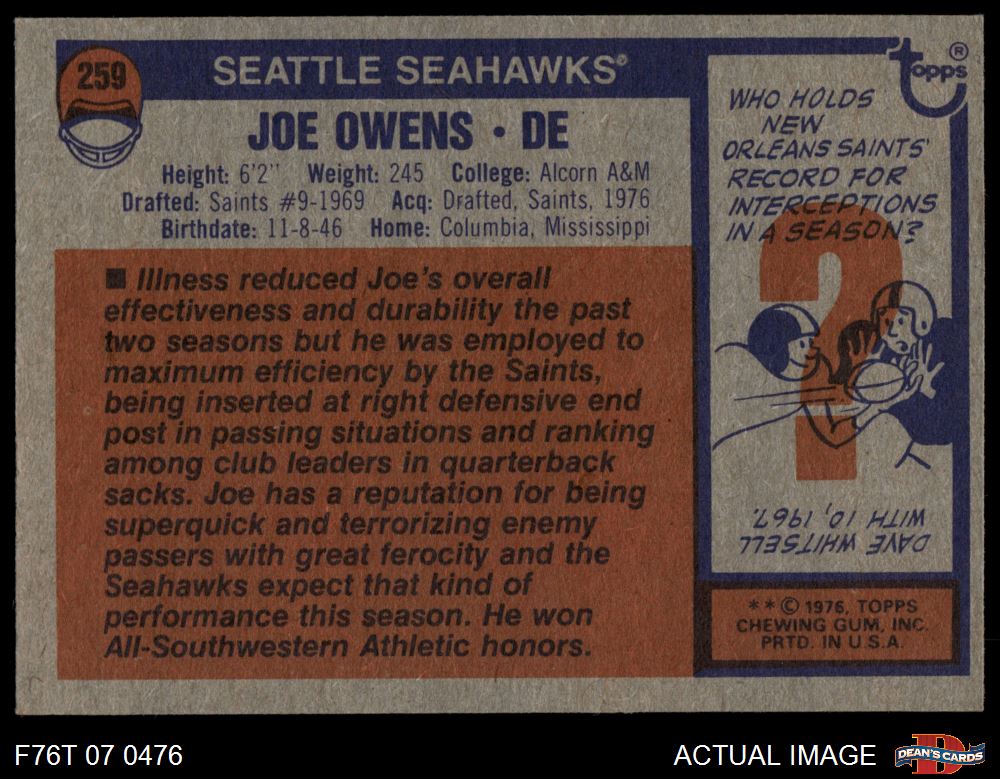 259
SEATTLE SEAHAWKS®
JOE OWENS • DE
Height: 6'2" Weight: 245 College: Alcorn A&M
Drafted: Saints #9-1969 Acq: Drafted, Saints, 1976
Birthdate: 11-8-46 Home: Columbia, Mississippi
■ Illness reduced Joe's overall
effectiveness and durability the past
two seasons but he was employed to
maximum efficiency by the Saints,
being inserted at right defensive end
post in passing situations and ranking
among club leaders in quarterback
sacks. Joe has a reputation for being
superquick and terrorizing enemy
passers with great ferocity and the
Seahawks expect that kind of
performance this season. He won
All-Southwestern Athletic honors.
Topps®
WHO HOLDS
NEW
ORLEANS SAINTS'
RECORD FOR
INTERCEPTIONS
IN A SEASON?
?
DAVE WHITSELL
WITH 10, 1967.
**© 1976, TOPPS
CHEWING GUM, INC.
PRTD. IN U.S.A.
F76T 07 0476
ACTUAL IMAGE
D
DEAN'S CARDS